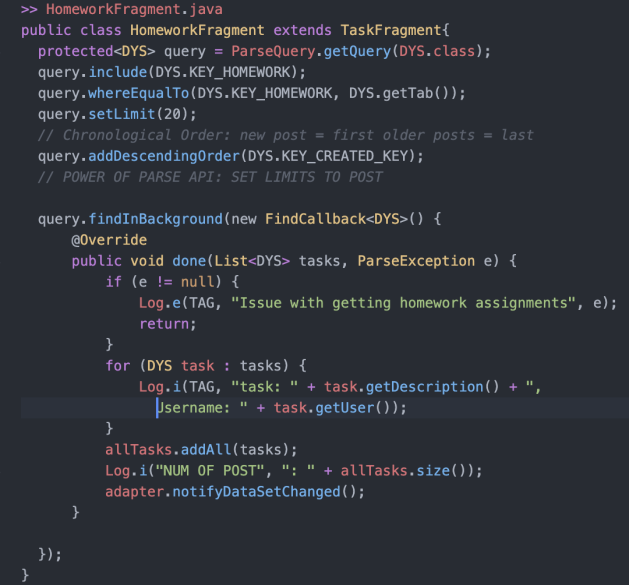 >> HomeworkFragment.java
public class HomeworkFragment extends TaskFragment{
protected<DYS> query = ParseQuery.getQuery(DYS.class);
query.include(DYS.KEY_HOMEWORK);
query.whereEqualTo(DYS.KEY_HOMEWORK, DYS.getTab());
query.setLimit(20);
// Chronological Order: new post = first older posts = last
query.addDescendingOrder(DYS.KEY_CREATED_KEY);
// POWER OF PARSE API: SET LIMITS TO POST
query.findInBackground(new FindCallback<DYS>() {
@Override
public void done(List<DYS> tasks, ParseException e) {
if (e != null) {
Log.e(TAG, "Issue with getting homework assignments", e);
return;
}
for (DYS task : tasks) {
Log.i(TAG, "task: " + task.getDescription() + ",
Username: " + task.getUser());
}
allTasks.addAll(tasks);
Log.i("NUM OF POST", ": " + allTasks.size());
adapter.notifyDataSetChanged();
}
});
}